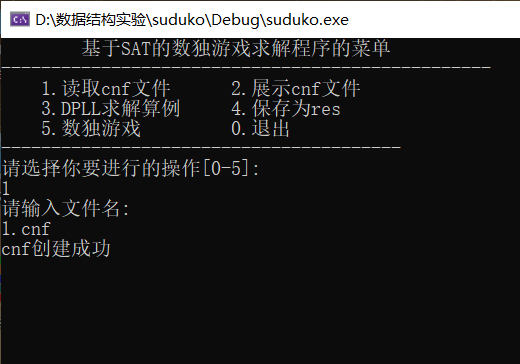 D:\数据结构实验\suduko\Debug\suduko.exe
基于SAT的数独游戏求解程序的菜单
-------------------------------------------------
1.读取cnf文件 2.展示cnf文件
3.DPLL求解算例 4.保存为res
5.数独游戏 0.退出
----------------------------------------
请选择你要进行的操作[0-5]:
1
请输入文件名:
1.cnf
cnf创建成功